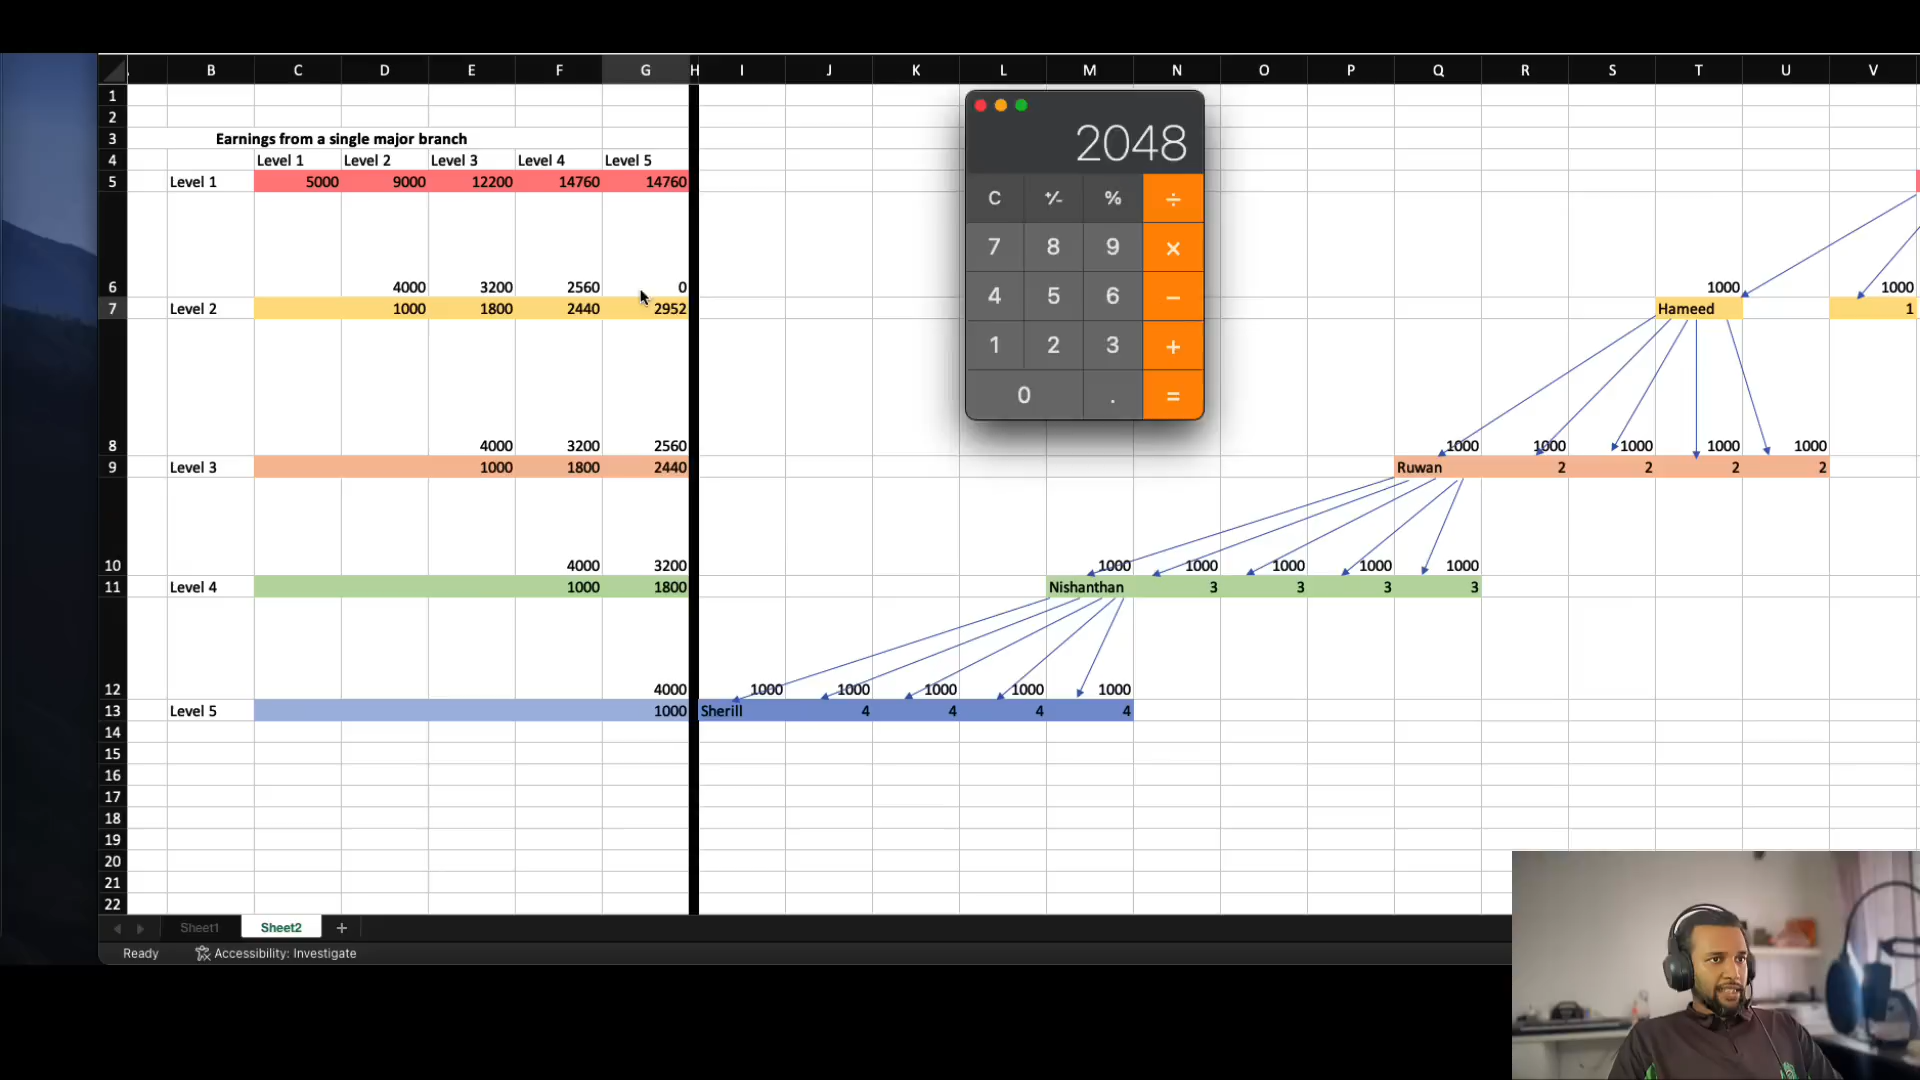 B C D E F G H I J K L M N O P Q R S T U V
1
2
3 Earnings from a single major branch
4 Level 1 Level 2 Level 3 Level 4 Level 5
5 Level 1 5000 9000 12200 14760 14760
6 4000 3200 2560 0 1000 1000
7 Level 2 1000 1800 2440 2952 Hameed 1
8 4000 3200 2560 1000 1000 1000 1000 1000
9 Level 3 1000 1800 2440 Ruwan 2 2 2 2
10 4000 3200 1000 1000 1000 1000 1000
11 Level 4 1000 1800 Nishanthan 3 3 3 3
12 4000 1000 1000 1000 1000 1000
13 Level 5 1000 Sherill 4 4 4 4
14
15
16
17
18
19
20
21
22
2048
C +/- % ÷
7 8 9 ×
4 5 6 −
1 2 3 +
0 . =
Sheet1 Sheet2 +
Ready Accessibility: Investigate